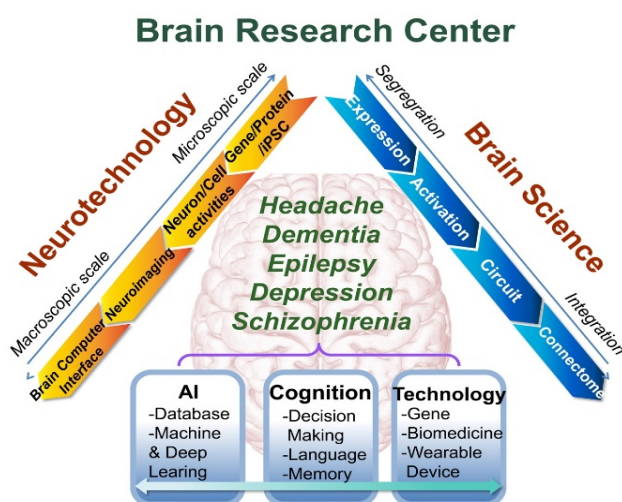 Brain Research Center
Neurotechnology
Microscopic scale
Macroscopic scale
Gene/Protein
/iPSC
Neuron/Cell
activities
Neuroimaging
Brain Computer
Interface
Segregration
Brain Science
Integration
Expression
Activation
Circuit
Connectome
Headache
Dementia
Epilepsy
Depression
Schizophrenia
AI
-Database
-Machine
& Deep
Learing
Cognition
-Decision
Making
-Language
-Memory
Technology
-Gene
-Biomedicine
-Wearable
Device